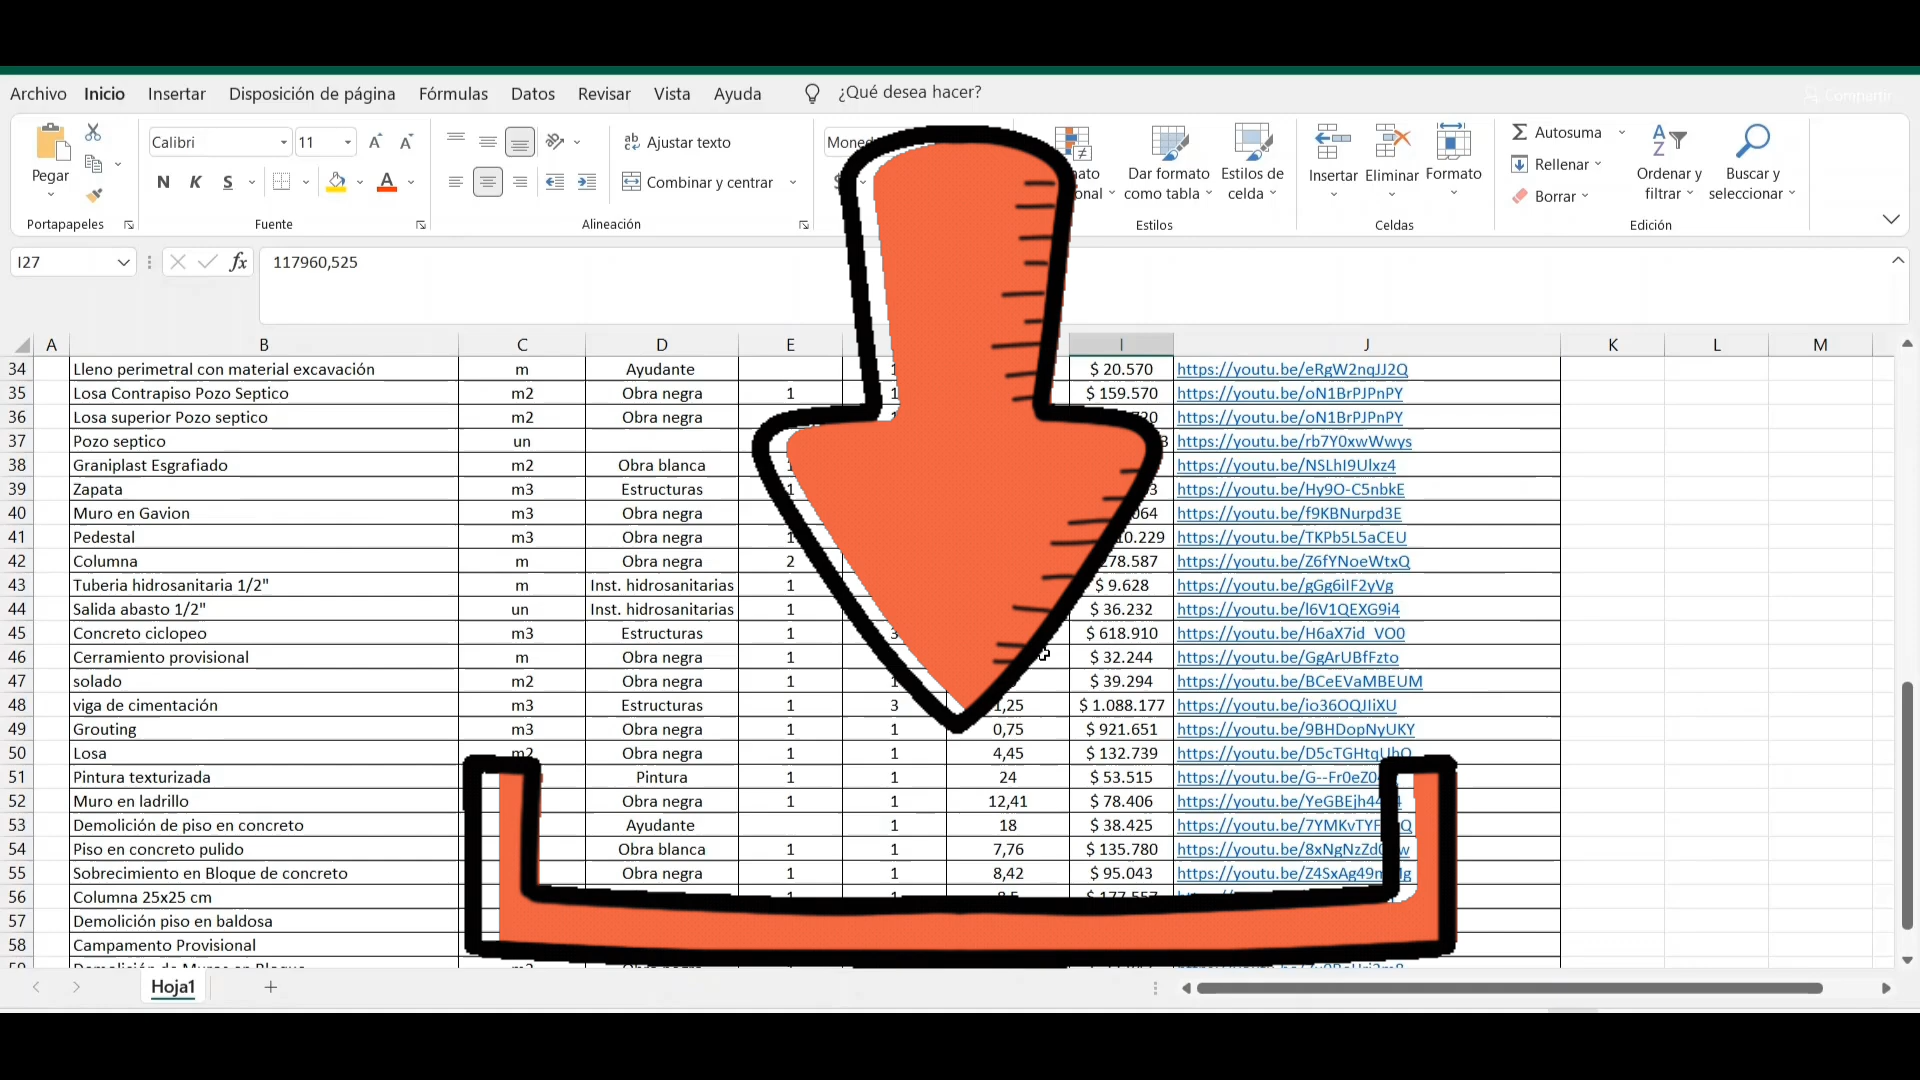 Archivo Inicio Insertar Disposición de página Fórmulas Datos Revisar Vista Ayuda ¿Qué desea hacer? Compartir
Pegar
Portapapeles
Calibri 11
N K S
Fuente
Ajustar texto
Combinar y centrar
Alineación
Dar formato como tabla
Estilos de celda
Estilos
Insertar Eliminar Formato
Celdas
Autosuma
Rellenar
Borrar
Ordenar y filtrar
Buscar y seleccionar
Edición
I27 fx 117960,525
A B C D E I J K L M
34 Lleno perimetral con material excavación m Ayudante $ 20.570 https://youtu.be/eRgW2nqJJ2Q
35 Losa Contrapiso Pozo Septico m2 Obra negra 1 1 $ 159.570 https://youtu.be/oN1BrPJPnPY
36 Losa superior Pozo septico m2 Obra negra https://youtu.be/oN1BrPJPnPY
37 Pozo septico un https://youtu.be/rb7Y0xwWwys
38 Graniplast Esgrafiado m2 Obra blanca https://youtu.be/NSLhI9Ulxz4
39 Zapata m3 Estructuras 1 https://youtu.be/Hy9O-C5nbkE
40 Muro en Gavion m3 Obra negra https://youtu.be/f9KBNurpd3E
41 Pedestal m3 Obra negra 1 https://youtu.be/TKPb5L5aCEU
42 Columna m Obra negra 2 https://youtu.be/Z6fYNoeWtxQ
43 Tuberia hidrosanitaria 1/2" m Inst. hidrosanitarias 1 $ 9.628 https://youtu.be/gGg6iIF2yVg
44 Salida abasto 1/2" un Inst. hidrosanitarias 1 $ 36.232 https://youtu.be/l6V1QEXG9i4
45 Concreto ciclopeo m3 Estructuras 1 3 $ 618.910 https://youtu.be/H6aX7id_VO0
46 Cerramiento provisional m Obra negra 1 $ 32.244 https://youtu.be/GgArUBfFzto
47 solado m2 Obra negra 1 1 $ 39.294 https://youtu.be/BCeEVaMBEUM
48 viga de cimentación m3 Estructuras 1 3 1,25 $ 1.088.177 https://youtu.be/io36OQJIiXU
49 Grouting m3 Obra negra 1 1 0,75 $ 921.651 https://youtu.be/9BHDopNyUKY
50 Losa m2 Obra negra 1 1 4,45 $ 132.739 https://youtu.be/D5cTGHtqUhQ
51 Pintura texturizada Pintura 1 1 24 $ 53.515
52 Muro en ladrillo Obra negra 1 1 12,41 $ 78.406
53 Demolición de piso en concreto Ayudante 1 18 $ 38.425
54 Piso en concreto pulido Obra blanca 1 1 7,76 $ 135.780
55 Sobrecimiento en Bloque de concreto Obra negra 1 1 8,42 $ 95.043
56 Columna 25x25 cm
57 Demolición piso en baldosa
58 Campamento Provisional
Hoja1